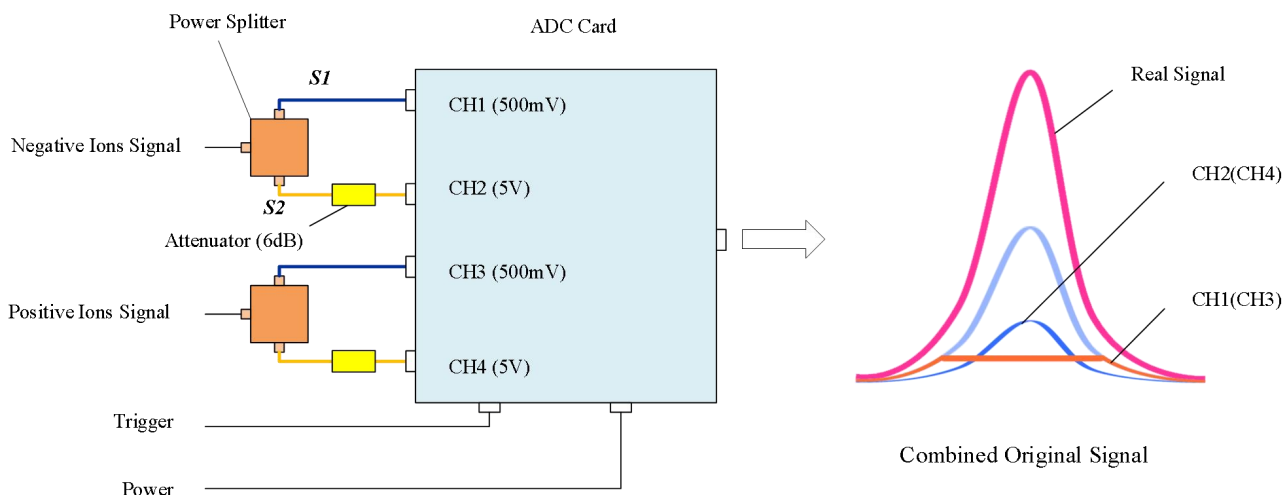 Power Splitter
ADC Card
S1
CH1 (500mV)
Negative Ions Signal
CH2 (5V)
S2
Attenuator (6dB)
CH3 (500mV)
Positive Ions Signal
CH4 (5V)
Trigger
Power
Real Signal
CH2(CH4)
CH1(CH3)
Combined Original Signal